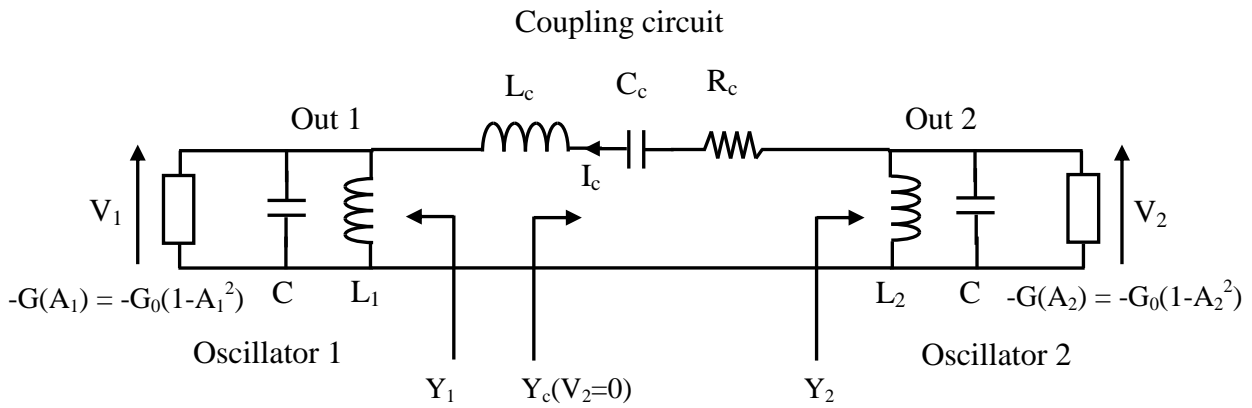 Coupling circuit
L_c
C_c
R_c
Out 1
Out 2
I_c
V_1
V_2
C
L_1
L_2
C
-G(A_1) = -G_0(1-A_1^2)
-G(A_2) = -G_0(1-A_2^2)
Oscillator 1
Oscillator 2
Y_1
Y_c(V_2=0)
Y_2